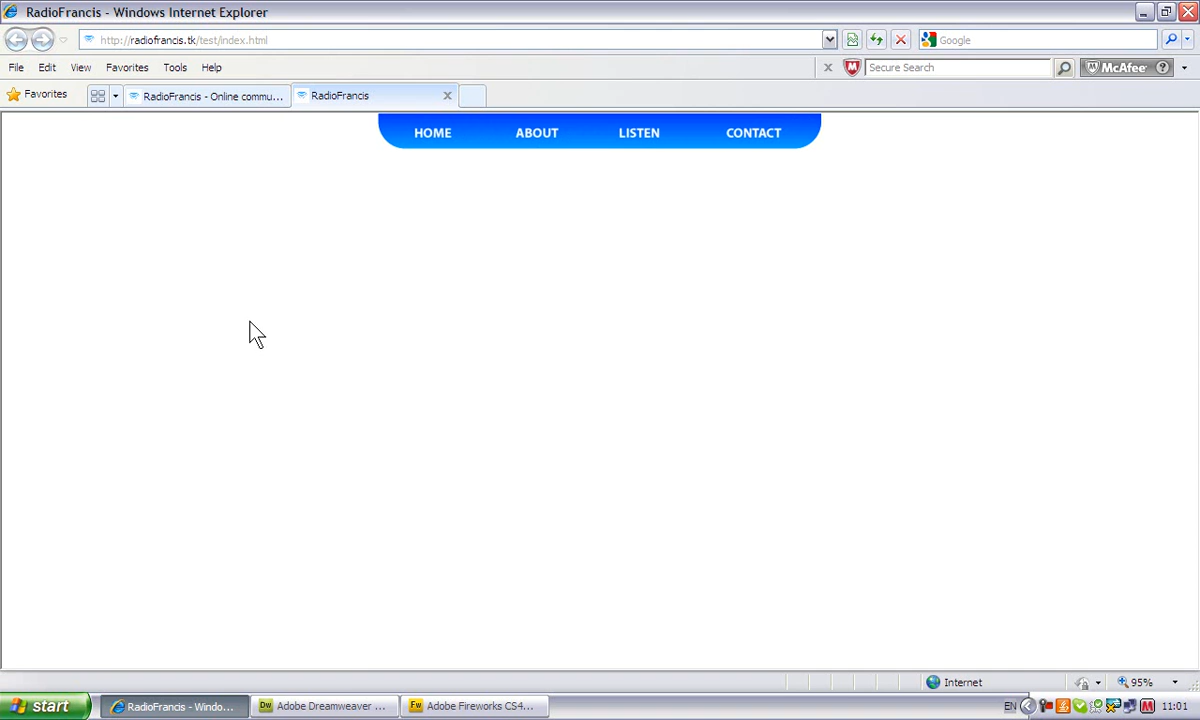 RadioFrancis - Windows Internet Explorer
http://radiofrancis.tk/test/index.html
Google
File Edit View Favorites Tools Help
Secure Search
McAfee
Favorites
RadioFrancis - Online commu...
RadioFrancis
HOME ABOUT LISTEN CONTACT
Internet
95%
start
RadioFrancis - Windo...
Dw Adobe Dreamweaver ...
Fw Adobe Fireworks CS4...
EN
11:01